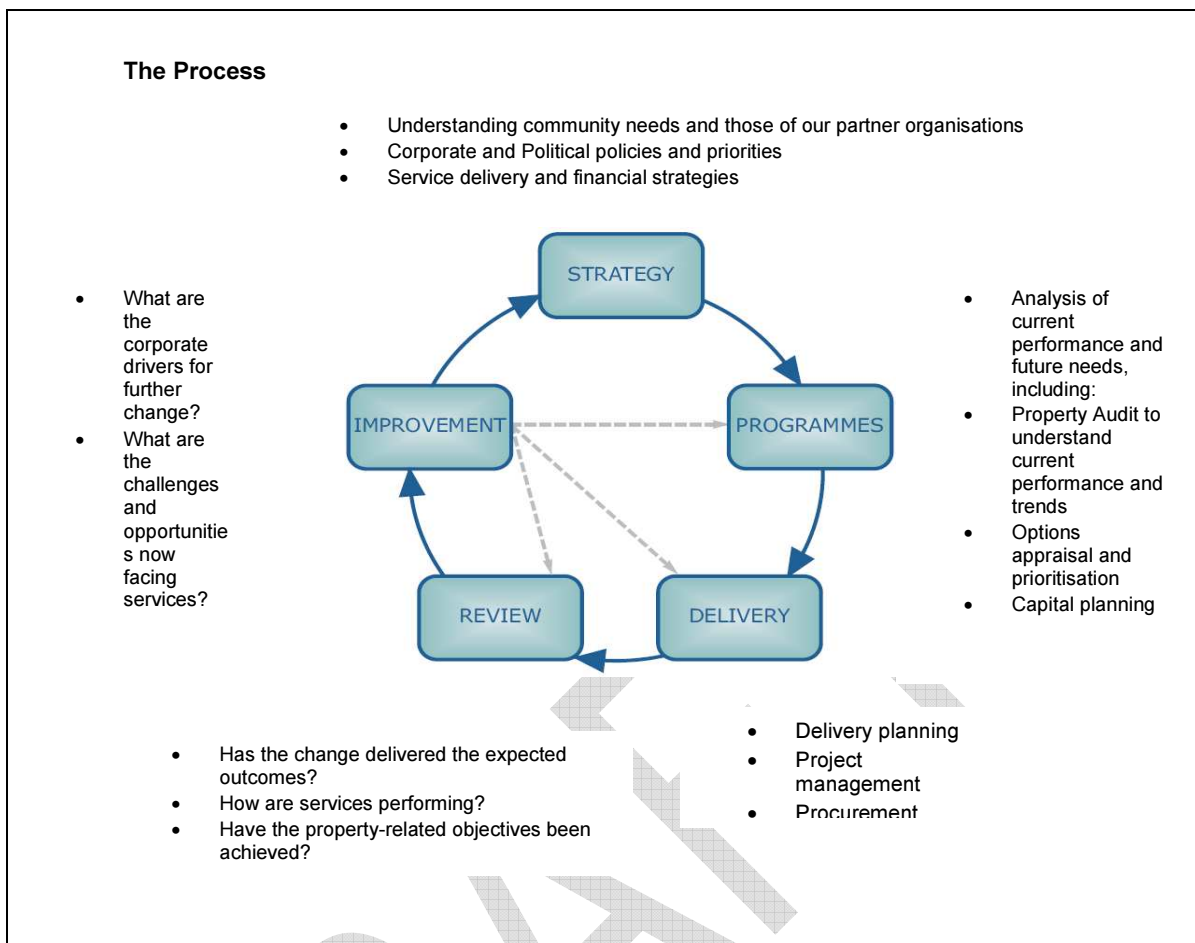 The Process
• Understanding community needs and those of our partner organisations
• Corporate and Political policies and priorities
• Service delivery and financial strategies
STRATEGY
• What are
the
corporate
drivers for
further
change?
• What are
the
challenges
and
opportunitie
s now
facing
services?
IMPROVEMENT
PROGRAMMES
• Analysis of
current
performance and
future needs,
including:
• Property Audit to
understand
current
performance and
trends
• Options
appraisal and
prioritisation
• Capital planning
REVIEW
DELIVERY
• Has the change delivered the expected
outcomes?
• How are services performing?
• Have the property-related objectives been
achieved?
• Delivery planning
• Project
management
• Procurement